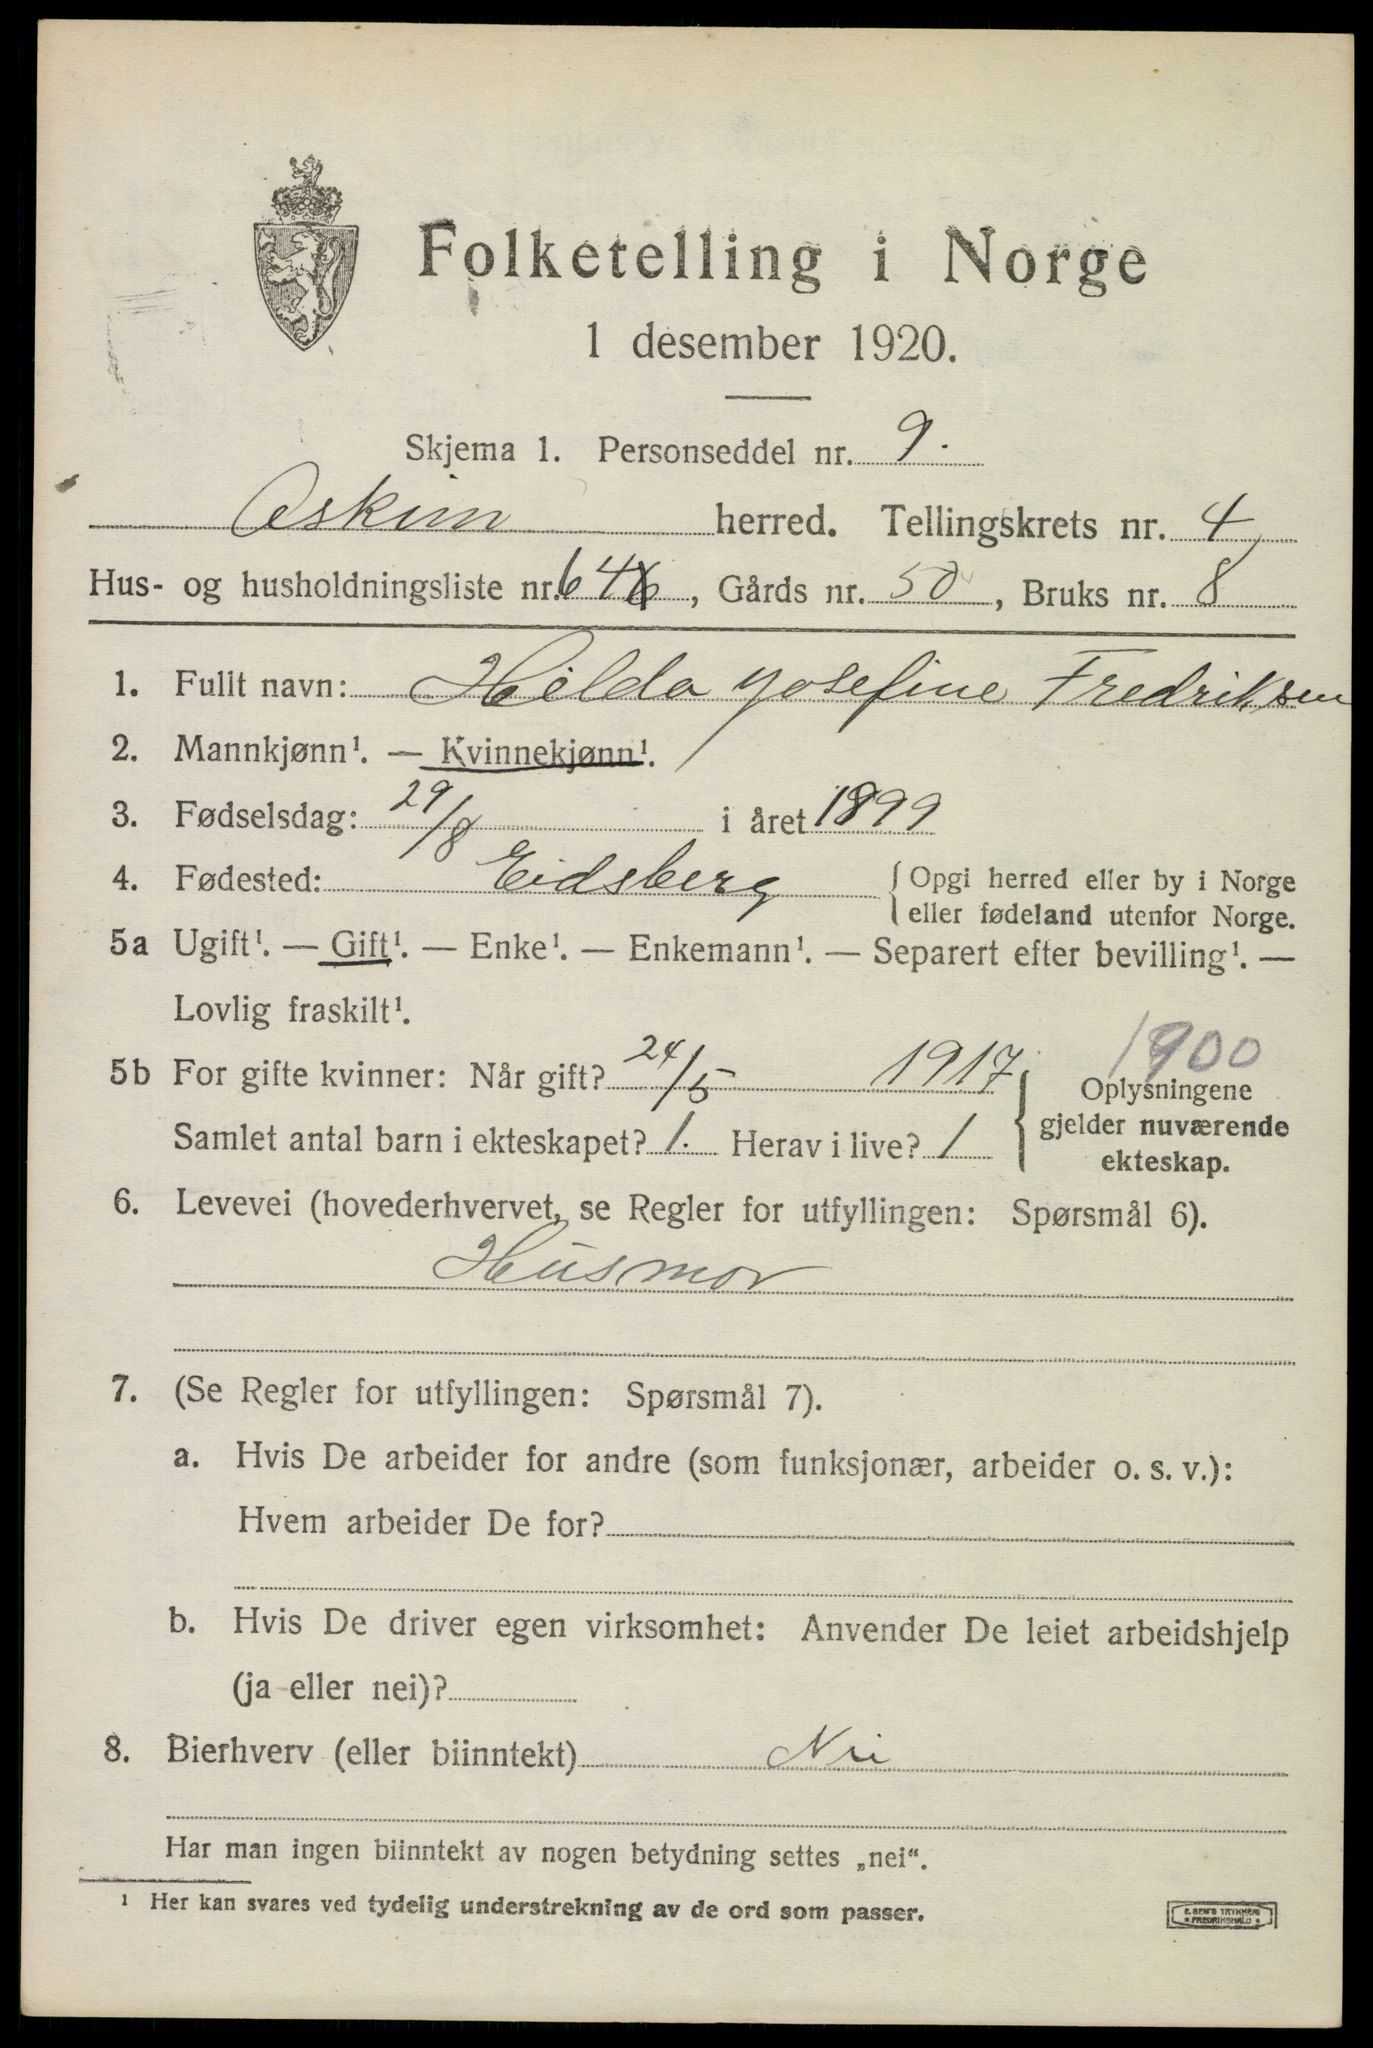 Folketelling i Norge
1 desember 1920.
Skjema 1. Personseddel nr. 9.
Askim herred. Tellingskrets nr. 4
Hus- og husholdningsliste nr. 64, Gårds nr. 50, Bruks nr. 8
1. Fullt navn: Hilda Josefine Fredriksen
2. Mannkjønn¹. — Kvinnekjønn¹.
3. Fødselsdag: 29/8 i året 1899
4. Fødested: Eidsberg {Opgi herred eller by i Norge
eller fødeland utenfor Norge.
5a Ugift¹. — Gift¹. — Enke¹. — Enkemann¹. — Separert efter bevilling¹. —
Lovlig fraskilt¹.
1900
5b For gifte kvinner: Når gift? 24/5 1917 { Oplysningene
gjelder nuværende
Samlet antal barn i ekteskapet? 1. Herav i live? 1
ekteskap.
6. Levevei (hovederhvervet, se Regler for utfyllingen: Spørsmål 6).
Husmor
7. (Se Regler for utfyllingen: Spørsmål 7).
a. Hvis De arbeider for andre (som funksjonær, arbeider o. s. v.):
Hvem arbeider De for?
b. Hvis De driver egen virksomhet: Anvender De leiet arbeidshjelp
(ja eller nei)?
8. Bierhverv (eller biinntekt) Nei
Har man ingen biinntekt av nogen betydning settes „nei“.
¹ Her kan svares ved tydelig understrekning av de ord som passer.
E. SEM'S TRYKKERI
• FREDRIKSHALD •